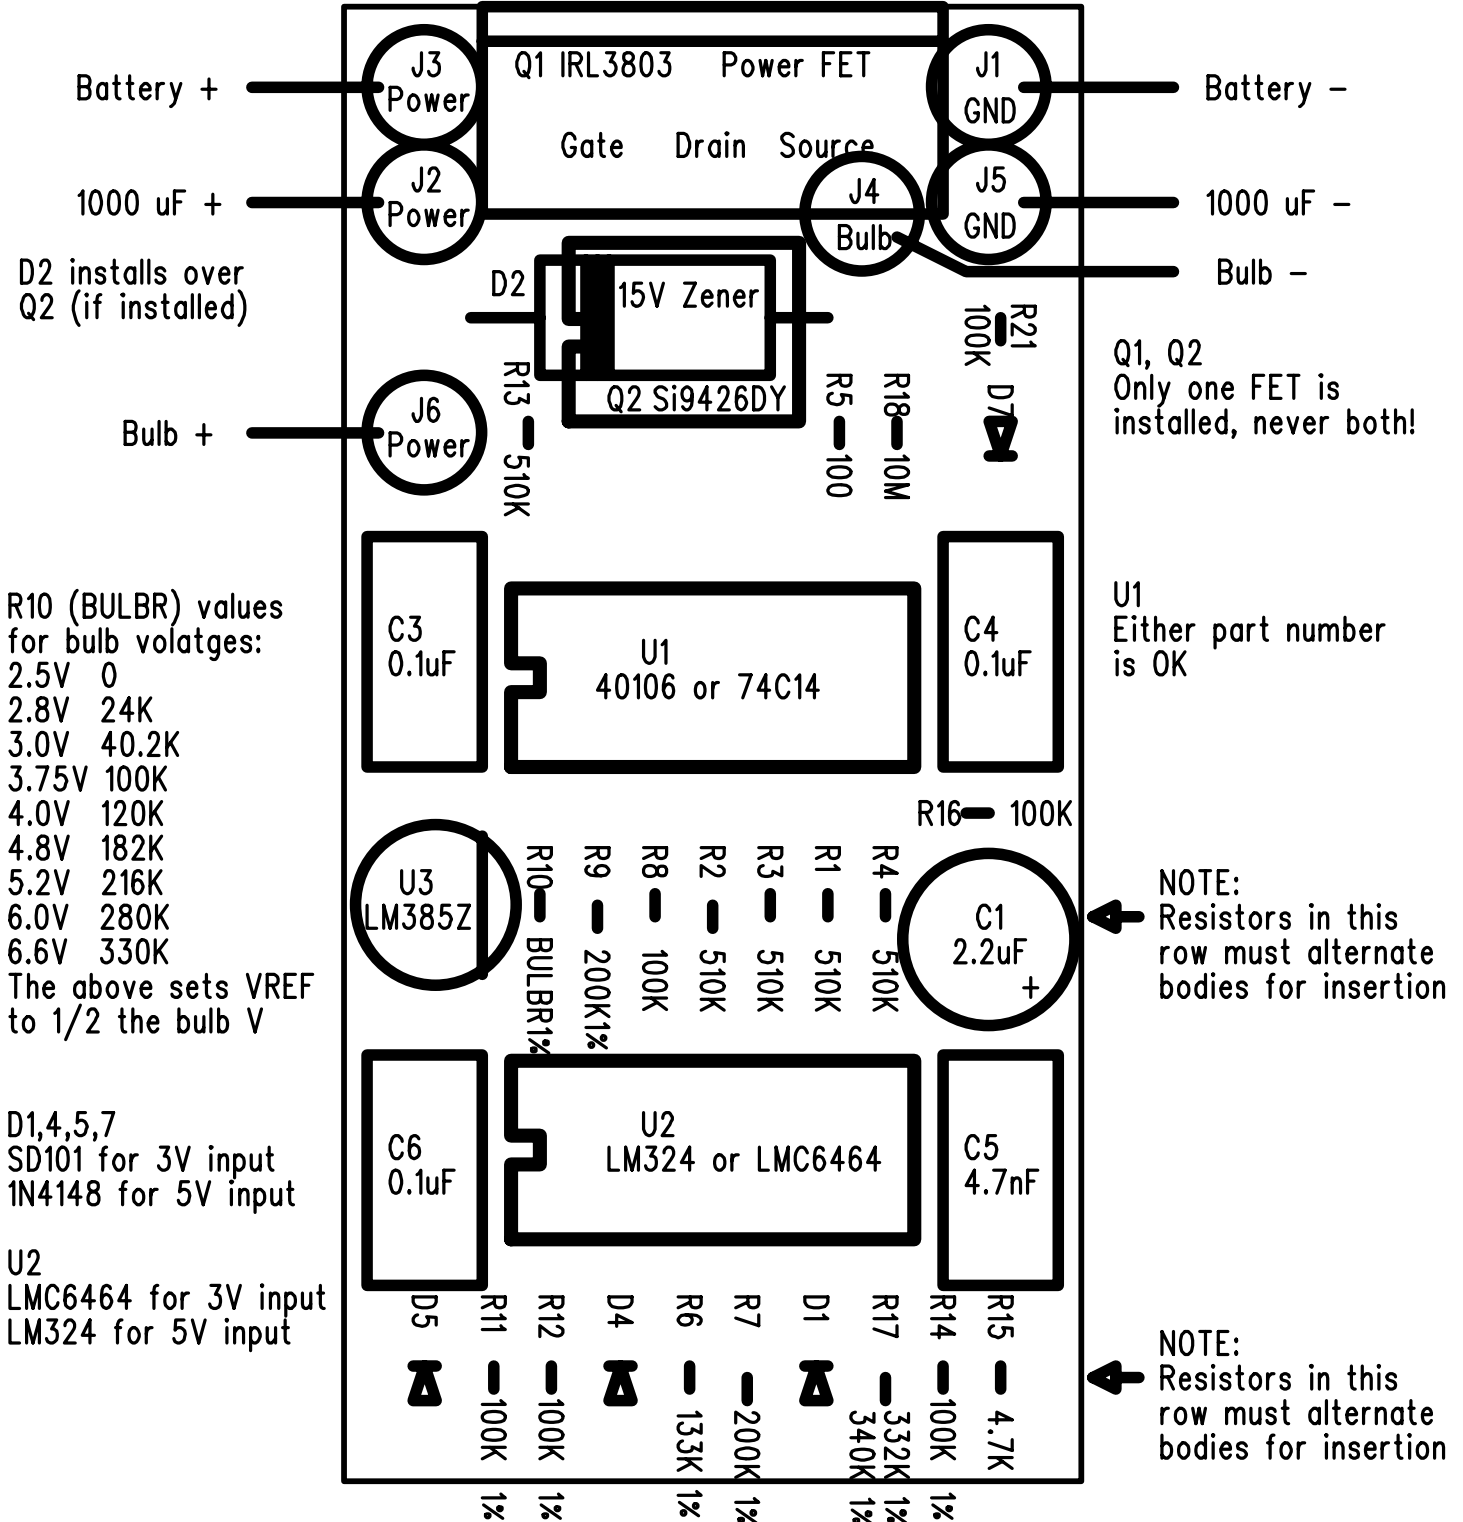 Battery +
1000 uF +
D2 installs over
Q2 (if installed)
Bulb +
J3
Power
J2
Power
Q1 IRL3803 Power FET
Gate Drain Source
J1
GND
J5
GND
J4
Bulb
Battery -
1000 uF -
Bulb -
D2
15V Zener
Q2 Si9426DY
R13
510K
R5
100
R18
10M
R21
100K
D7
Q1, Q2
Only one FET is
installed, never both!
J6
Power
C3
0.1uF
U1
40106 or 74C14
C4
0.1uF
U1
Either part number
is OK
R10 (BULBR) values
for bulb volatges:
2.5V 0
2.8V 24K
3.0V 40.2K
3.75V 100K
4.0V 120K
4.8V 182K
5.2V 216K
6.0V 280K
6.6V 330K
The above sets VREF
to 1/2 the bulb V
R16 100K
U3
LM385Z
R10
BULBR1%
R9
200K1%
R8
100K
R2
510K
R3
510K
R1
510K
R4
510K
C1
2.2uF
+
NOTE:
Resistors in this
row must alternate
bodies for insertion
D1,4,5,7
SD101 for 3V input
1N4148 for 5V input
U2
LMC6464 for 3V input
LM324 for 5V input
C6
0.1uF
U2
LM324 or LMC6464
C5
4.7nF
D5
R11
100K 1%
R12
100K 1%
D4
R6
133K 1%
R7
200K 1%
D1
R17
332K 1%
340K 1%
R14
100K 1%
R15
4.7K
NOTE:
Resistors in this
row must alternate
bodies for insertion